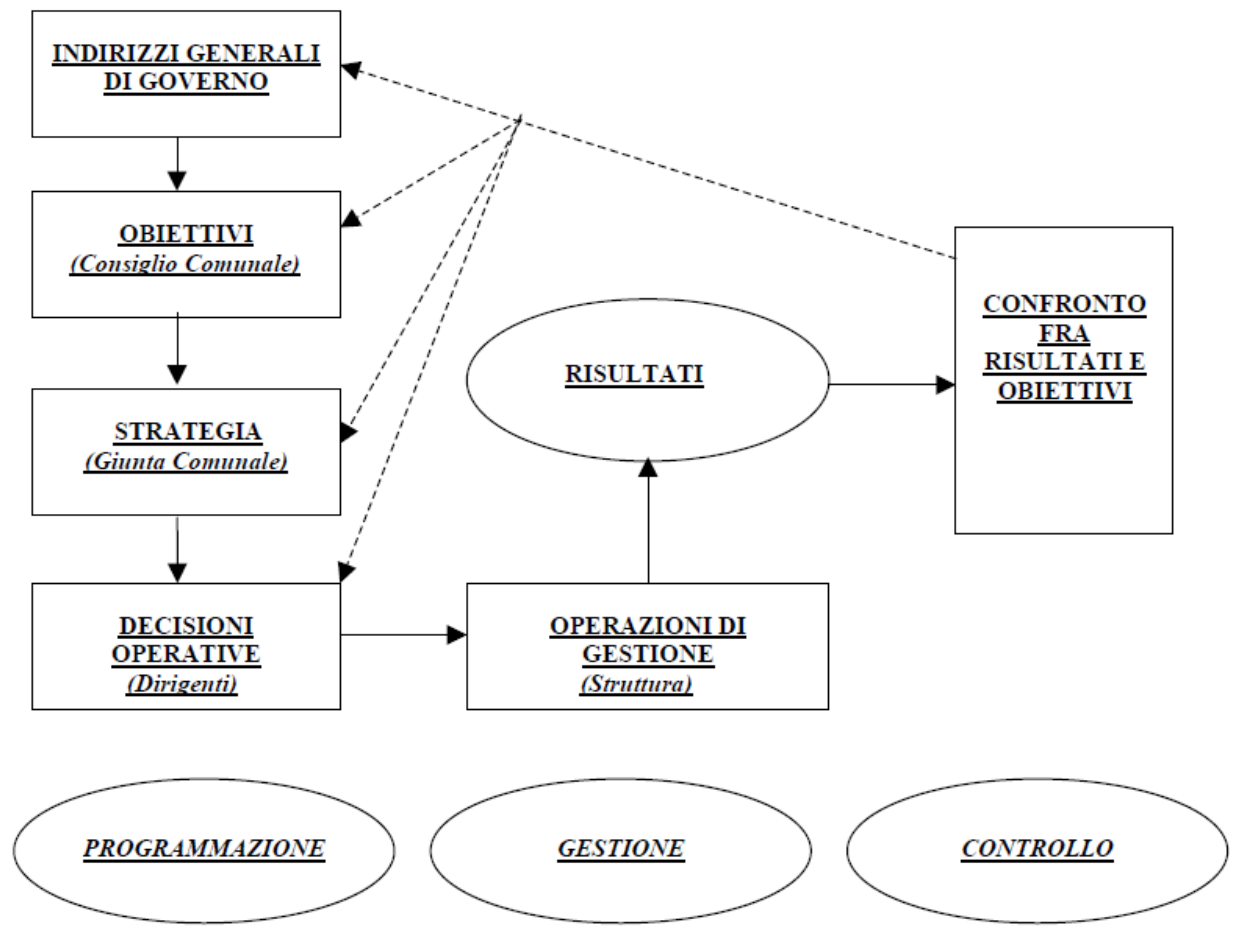 INDIRIZZI GENERALI
DI GOVERNO
OBIETTIVI
(Consiglio Comunale)
STRATEGIA
(Giunta Comunale)
DECISIONI
OPERATIVE
(Dirigenti)
OPERAZIONI DI
GESTIONE
(Struttura)
RISULTATI
CONFRONTO
FRA
RISULTATI E
OBIETTIVI
PROGRAMMAZIONE
GESTIONE
CONTROLLO